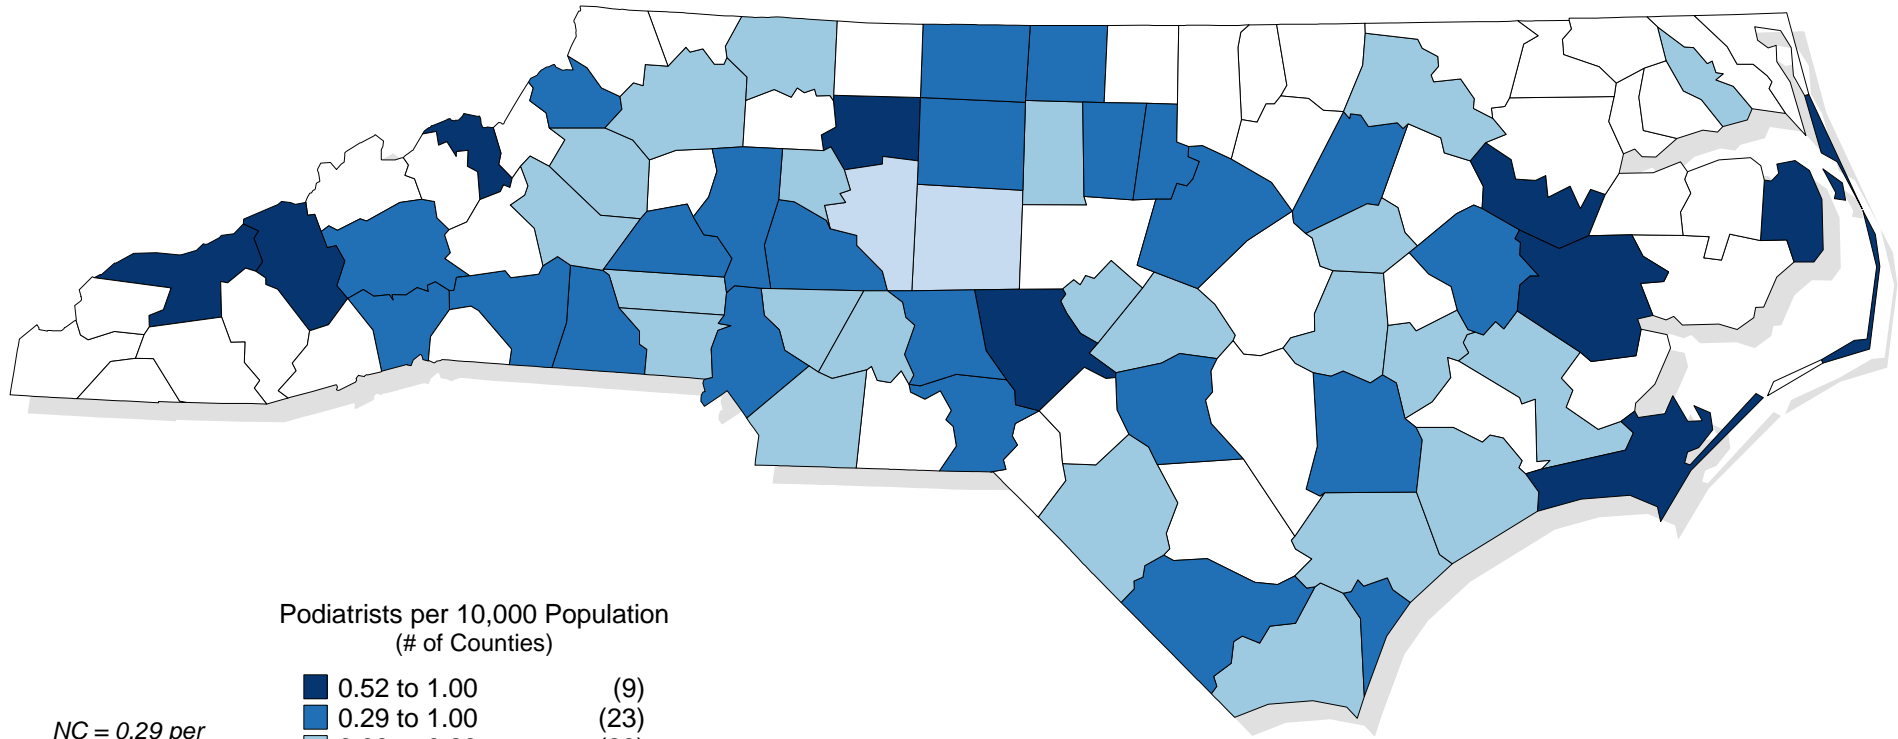 Podiatrists per 10,000 Population
(# of Counties)
0.52 to 1.00 (9)
0.29 to 1.00 (23)
NC = 0.29 per